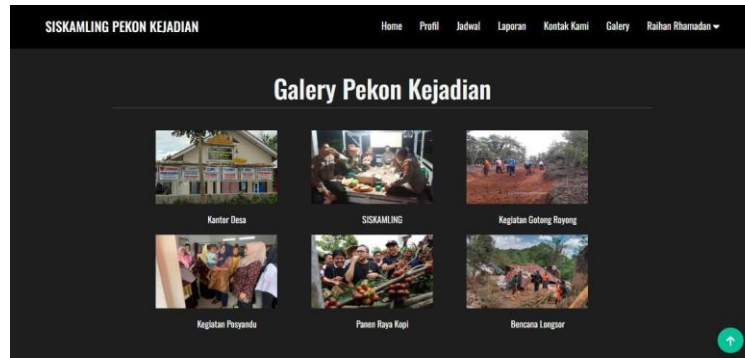 SISKAMLING PEKON KEJADIAN
Home Profil Jadwal Laporan Kontak Kami Galery Raihan Rhamadan
Galery Pekon Kejadian
Kantor Desa SISKAMLING Kegiatan Gotong Royong
Kegiatan Posyandu Panen Raya Kopi Bencana Longsor